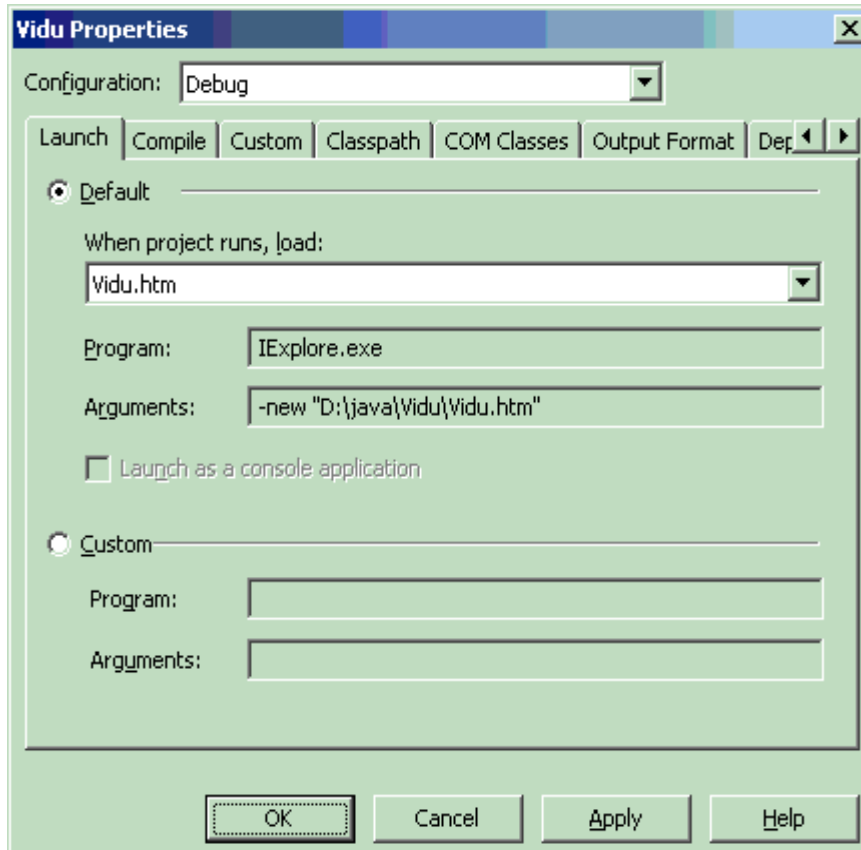 Vidu Properties
Configuration: Debug
Launch Compile Custom Classpath COM Classes Output Format
Default
When project runs, load:
Vidu.htm
Program: IExplore.exe
Arguments: -new "D:\java\Vidu\Vidu.htm"
Launch as a console application
Custom
Program:
Arguments:
OK Cancel Apply Help